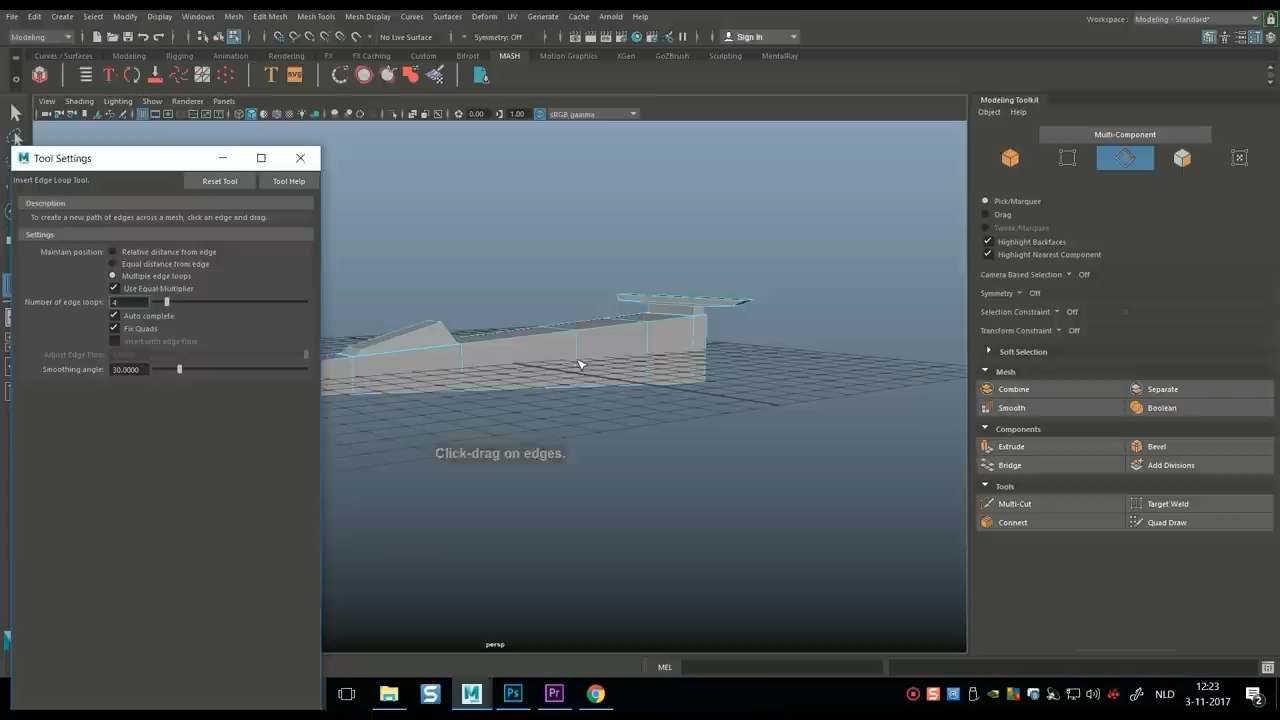 File Edit Create Select Modify Display Windows Mesh Edit Mesh Mesh Tools Mesh Display Curves Surfaces Deform UV Generate Cache Arnold Help Workspace : Modeling - Standard*
Modeling No Live Surface Symmetry: Off Sign In
Curves / Surfaces Modeling Rigging Animation Rendering FX FX Caching Custom Bifrost MASH Motion Graphics XGen GoZBrush Sculpting MentalRay
T svg
View Shading Lighting Show Renderer Panels
0.00 1.00 sRGB gamma
Modeling Toolkit
Object Help
Multi-Component
Tool Settings
Insert Edge Loop Tool.
Reset Tool Tool Help
Description
To create a new path of edges across a mesh, click an edge and drag.
Settings
Maintain position: Relative distance from edge
Equal distance from edge
Multiple edge loops
Use Equal Multiplier
Number of edge loops: 4
Auto complete
Fix Quads
Insert with edge flow
Adjust Edge Flow:
Smoothing angle: 30.0000
Click-drag on edges.
persp
Pick/Marquee
Drag
Tweak/Marquee
Highlight Backfaces
Highlight Nearest Component
Camera Based Selection Off
Symmetry Off
Selection Constraint Off
Transform Constraint Off
Soft Selection
Mesh
Combine Separate
Smooth Boolean
Components
Extrude Bevel
Bridge Add Divisions
Tools
Multi-Cut Target Weld
Connect Quad Draw
MEL
S M Ps Pr
NLD
12:23
3-11-2017
2